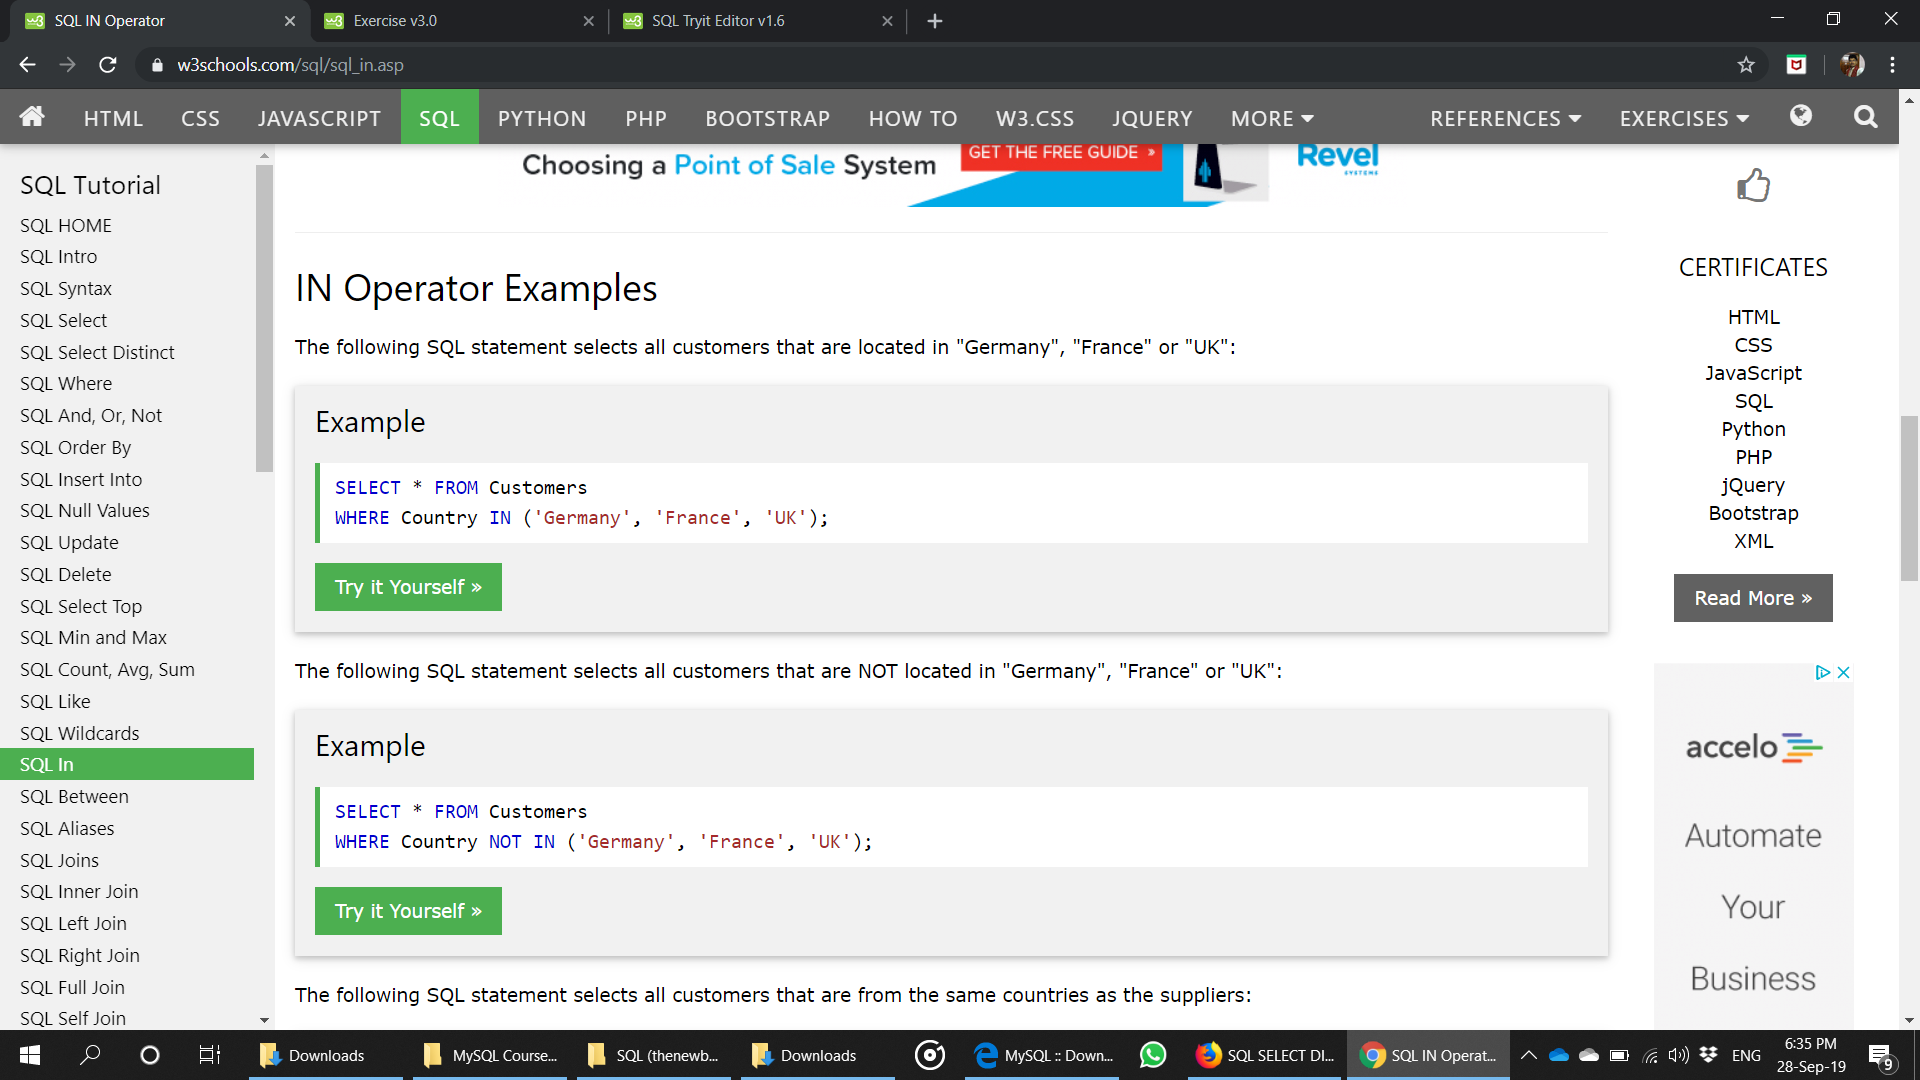 SQL IN Operator
Exercise v3.0
SQL Tryit Editor v1.6
w3schools.com/sql/sql_in.asp
HTML CSS JAVASCRIPT SQL PYTHON PHP BOOTSTRAP HOW TO W3.CSS JQUERY MORE REFERENCES EXERCISES
SQL Tutorial
SQL HOME
SQL Intro
SQL Syntax
SQL Select
SQL Select Distinct
SQL Where
SQL And, Or, Not
SQL Order By
SQL Insert Into
SQL Null Values
SQL Update
SQL Delete
SQL Select Top
SQL Min and Max
SQL Count, Avg, Sum
SQL Like
SQL Wildcards
SQL In
SQL Between
SQL Aliases
SQL Joins
SQL Inner Join
SQL Left Join
SQL Right Join
SQL Full Join
SQL Self Join
Choosing a Point of Sale System
GET THE FREE GUIDE »
Revel
SYSTEMS
IN Operator Examples
The following SQL statement selects all customers that are located in "Germany", "France" or "UK":
Example
SELECT * FROM Customers
WHERE Country IN ('Germany', 'France', 'UK');
Try it Yourself »
The following SQL statement selects all customers that are NOT located in "Germany", "France" or "UK":
Example
SELECT * FROM Customers
WHERE Country NOT IN ('Germany', 'France', 'UK');
Try it Yourself »
The following SQL statement selects all customers that are from the same countries as the suppliers:
CERTIFICATES
HTML
CSS
JavaScript
SQL
Python
PHP
jQuery
Bootstrap
XML
Read More »
accelo
Automate
Your
Business
Downloads
MySQL Course...
SQL (thenewb...
Downloads
MySQL :: Down...
SQL SELECT DI...
SQL IN Operat...
ENG
6:35 PM
28-Sep-19
9